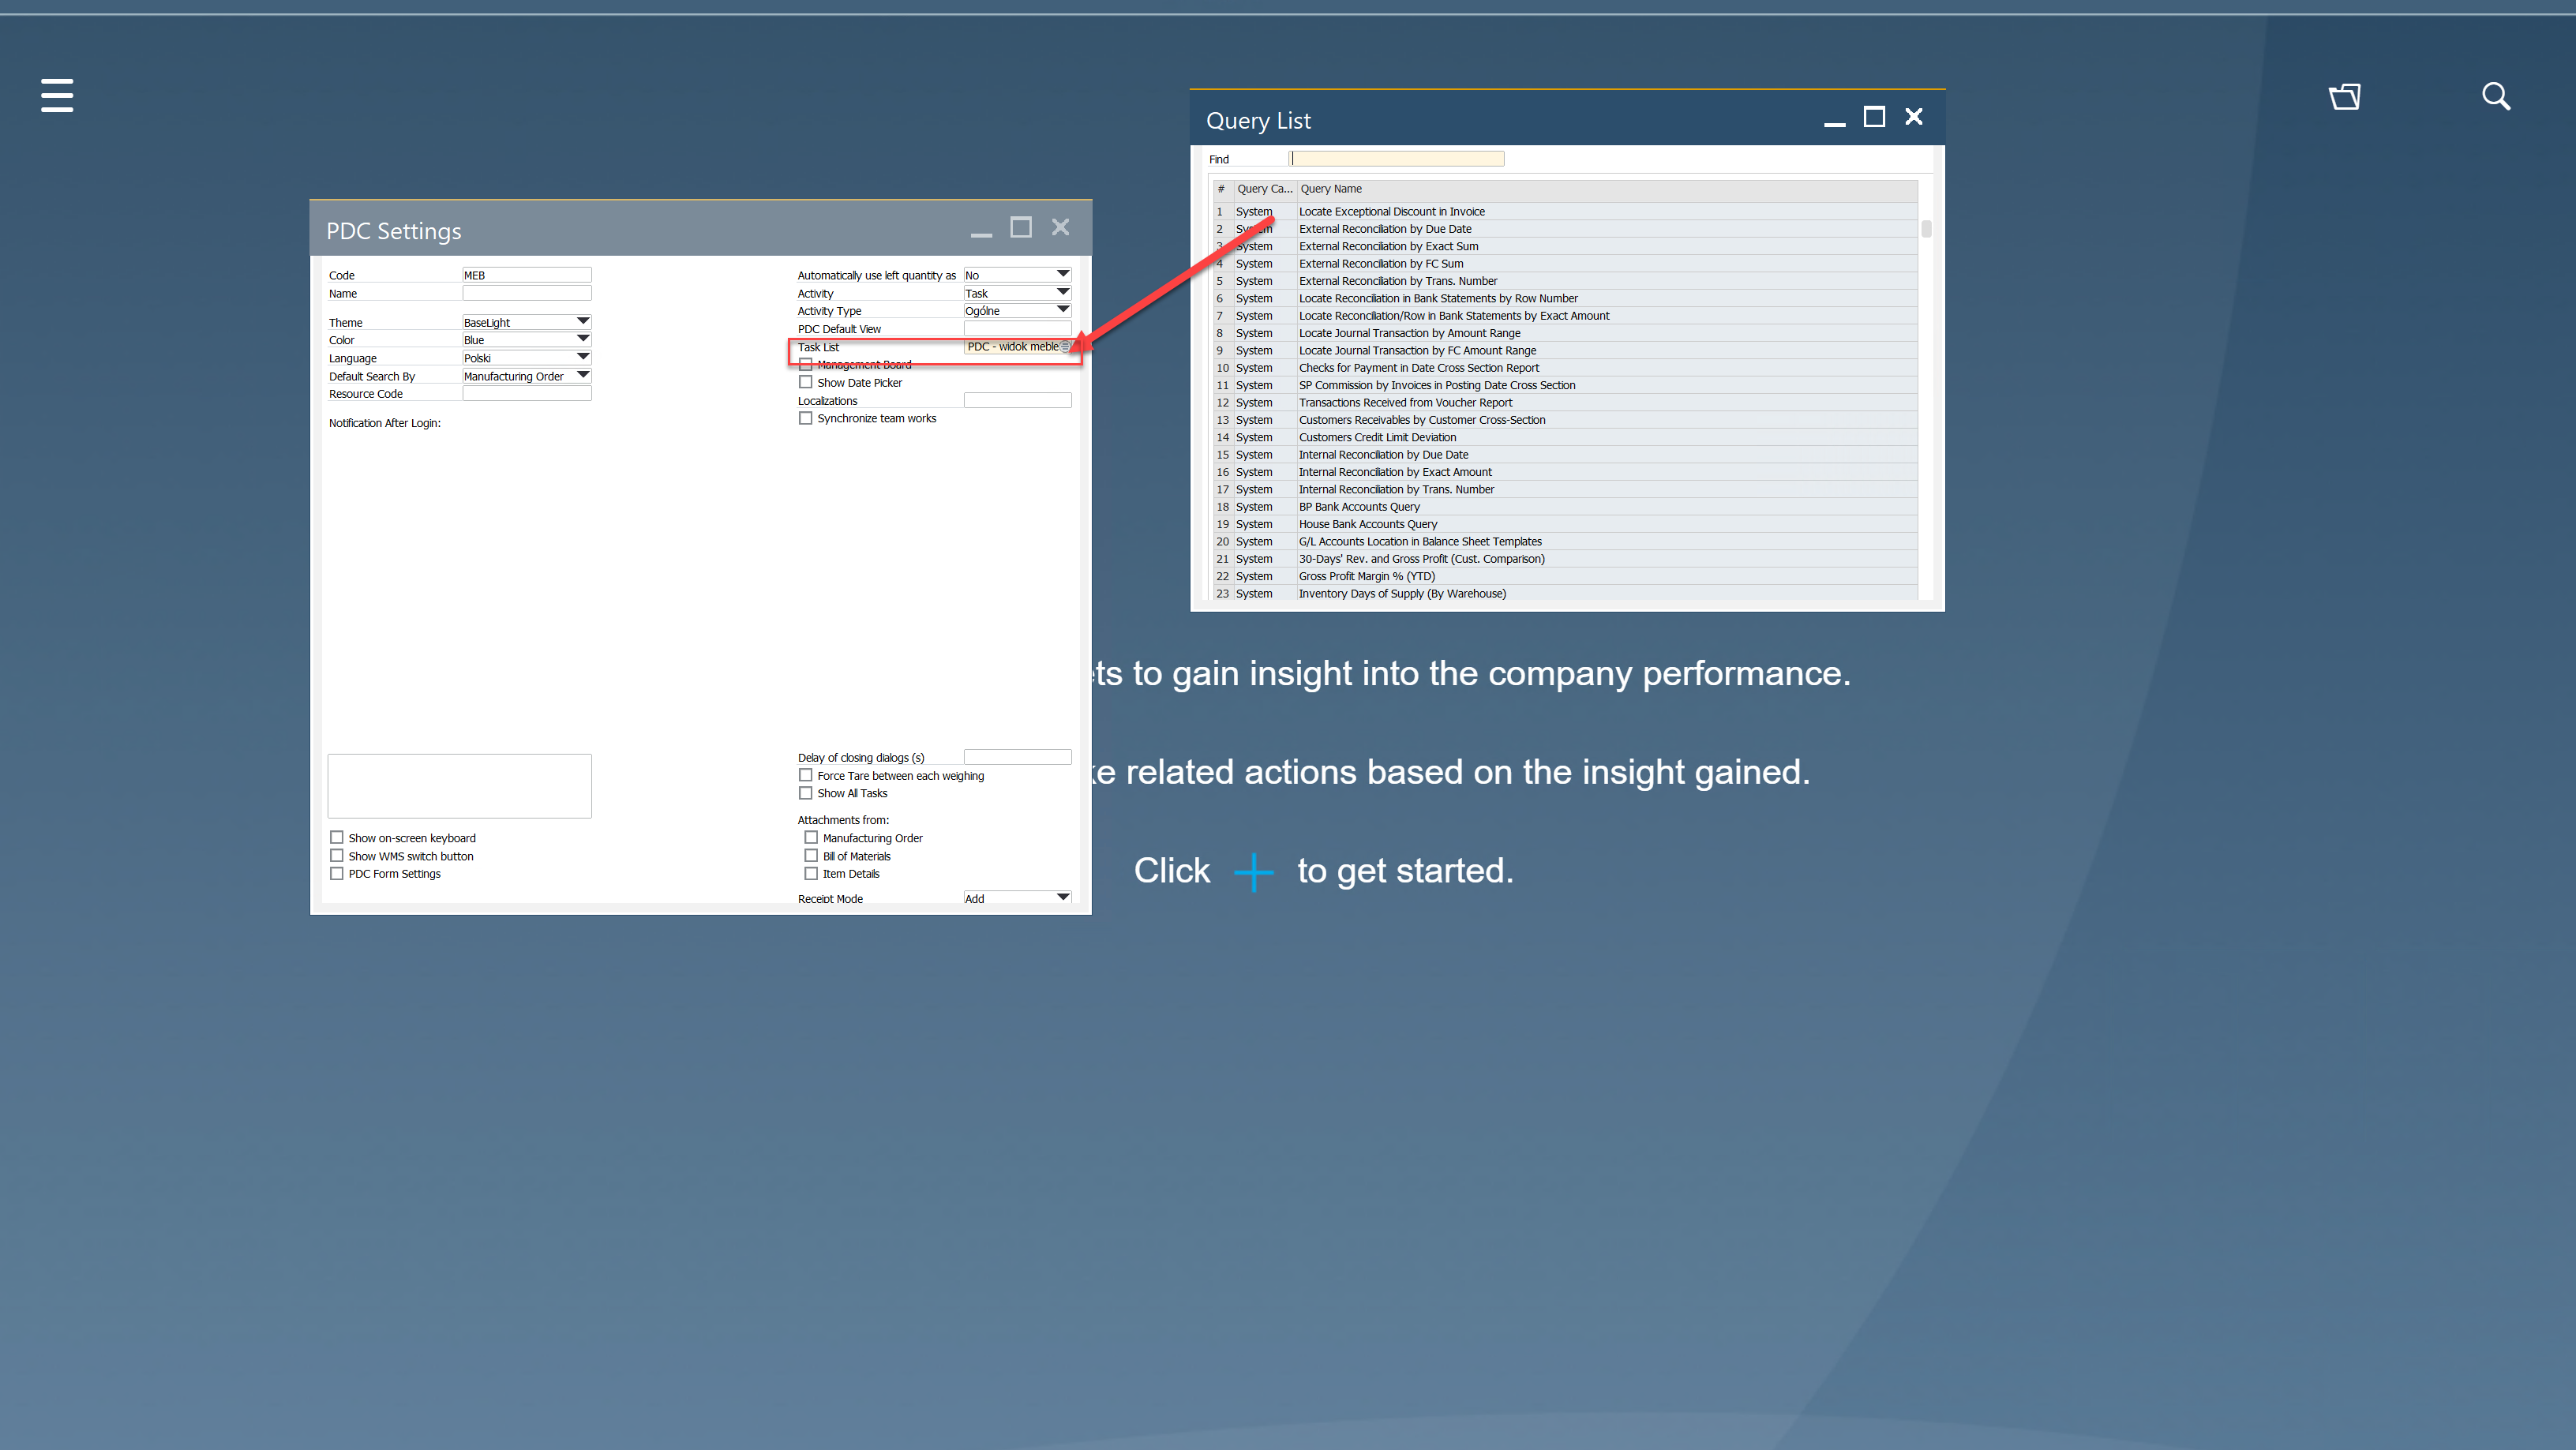 PDC Settings
Code MEB
Name
Theme BaseLight
Color Blue
Language Polski
Default Search By Manufacturing Order
Resource Code
Notification After Login:
Show on-screen keyboard
Show WMS switch button
PDC Form Settings
Automatically use left quantity as No
Activity Task
Activity Type Ogólne
PDC Default View
Task List PDC - widok meble
Management Board
Show Date Picker
Localizations
Synchronize team works
Delay of closing dialogs (s)
Force Tare between each weighing
Show All Tasks
Attachments from:
Manufacturing Order
Bill of Materials
Item Details
Receipt Mode Add
Query List
Find
# Query Ca... Query Name
1 System Locate Exceptional Discount in Invoice
2 System External Reconciliation by Due Date
3 System External Reconciliation by Exact Sum
4 System External Reconciliation by FC Sum
5 System External Reconciliation by Trans. Number
6 System Locate Reconciliation in Bank Statements by Row Number
7 System Locate Reconciliation/Row in Bank Statements by Exact Amount
8 System Locate Journal Transaction by Amount Range
9 System Locate Journal Transaction by FC Amount Range
10 System Checks for Payment in Date Cross Section Report
11 System SP Commission by Invoices in Posting Date Cross Section
12 System Transactions Received from Voucher Report
13 System Customers Receivables by Customer Cross-Section
14 System Customers Credit Limit Deviation
15 System Internal Reconciliation by Due Date
16 System Internal Reconciliation by Exact Amount
17 System Internal Reconciliation by Trans. Number
18 System BP Bank Accounts Query
19 System House Bank Accounts Query
20 System G/L Accounts Location in Balance Sheet Templates
21 System 30-Days' Rev. and Gross Profit (Cust. Comparison)
22 System Gross Profit Margin % (YTD)
23 System Inventory Days of Supply (By Warehouse)
ts to gain insight into the company performance.
e related actions based on the insight gained.
Click + to get started.